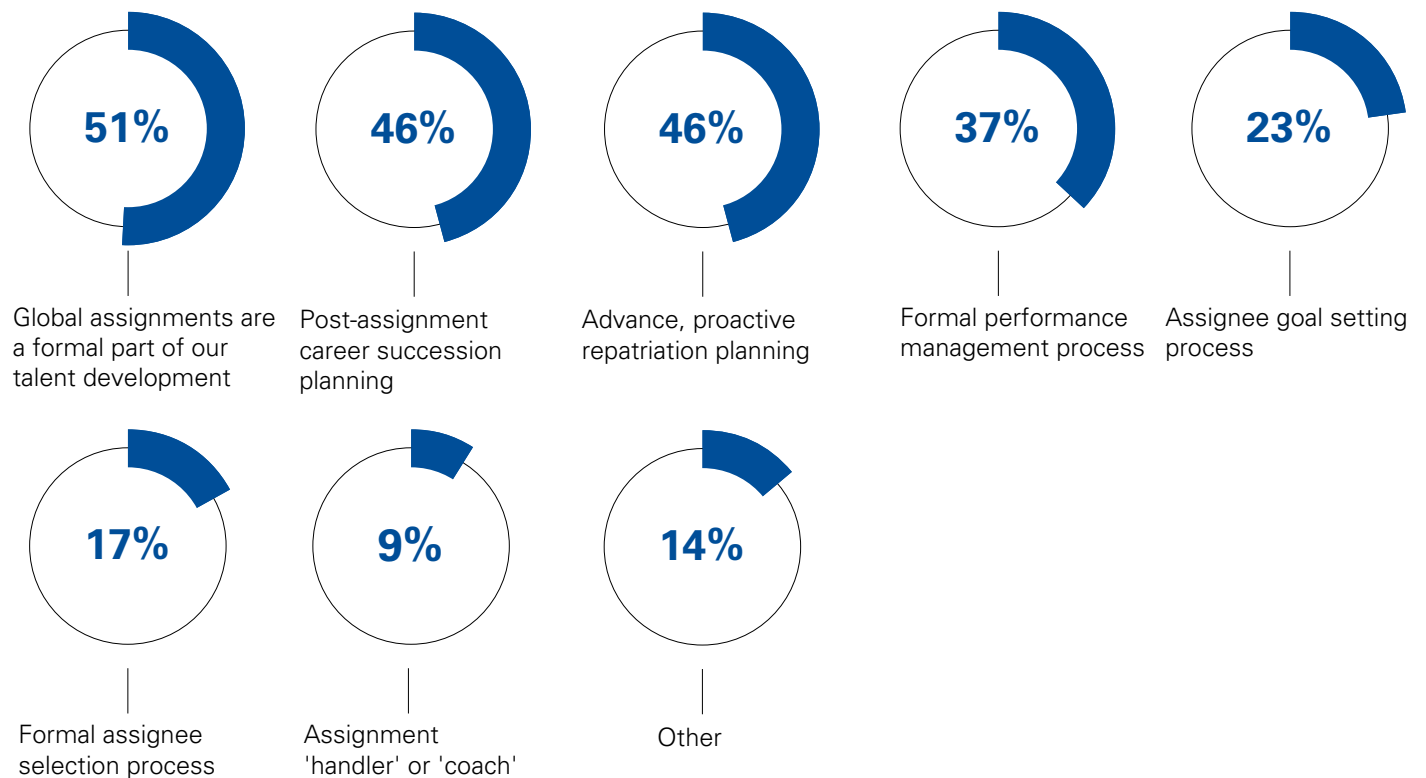 51%
46%
46%
37%
23%
Global assignments are
a formal part of our
talent development
Post-assignment
career succession
planning
Advance, proactive
repatriation planning
Formal performance
management process
Assignee goal setting
process
17%
9%
14%
Formal assignee
selection process
Assignment
'handler' or 'coach'
Other